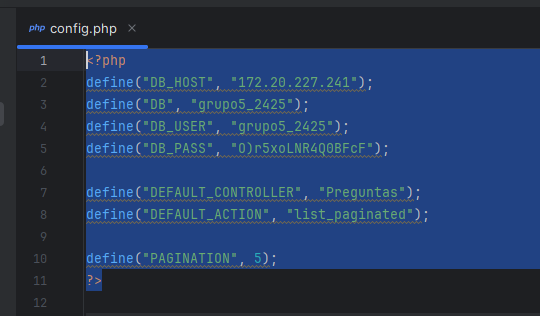 php config.php ×
1 <?php
2 define("DB_HOST", "172.20.227.241");
3 define("DB", "grupo5_2425");
4 define("DB_USER", "grupo5_2425");
5 define("DB_PASS", "O)r5xoLNR4Q0BFcF");
6
7 define("DEFAULT_CONTROLLER", "Preguntas");
8 define("DEFAULT_ACTION", "list_paginated");
9
10 define("PAGINATION", 5);
11 ?>
12